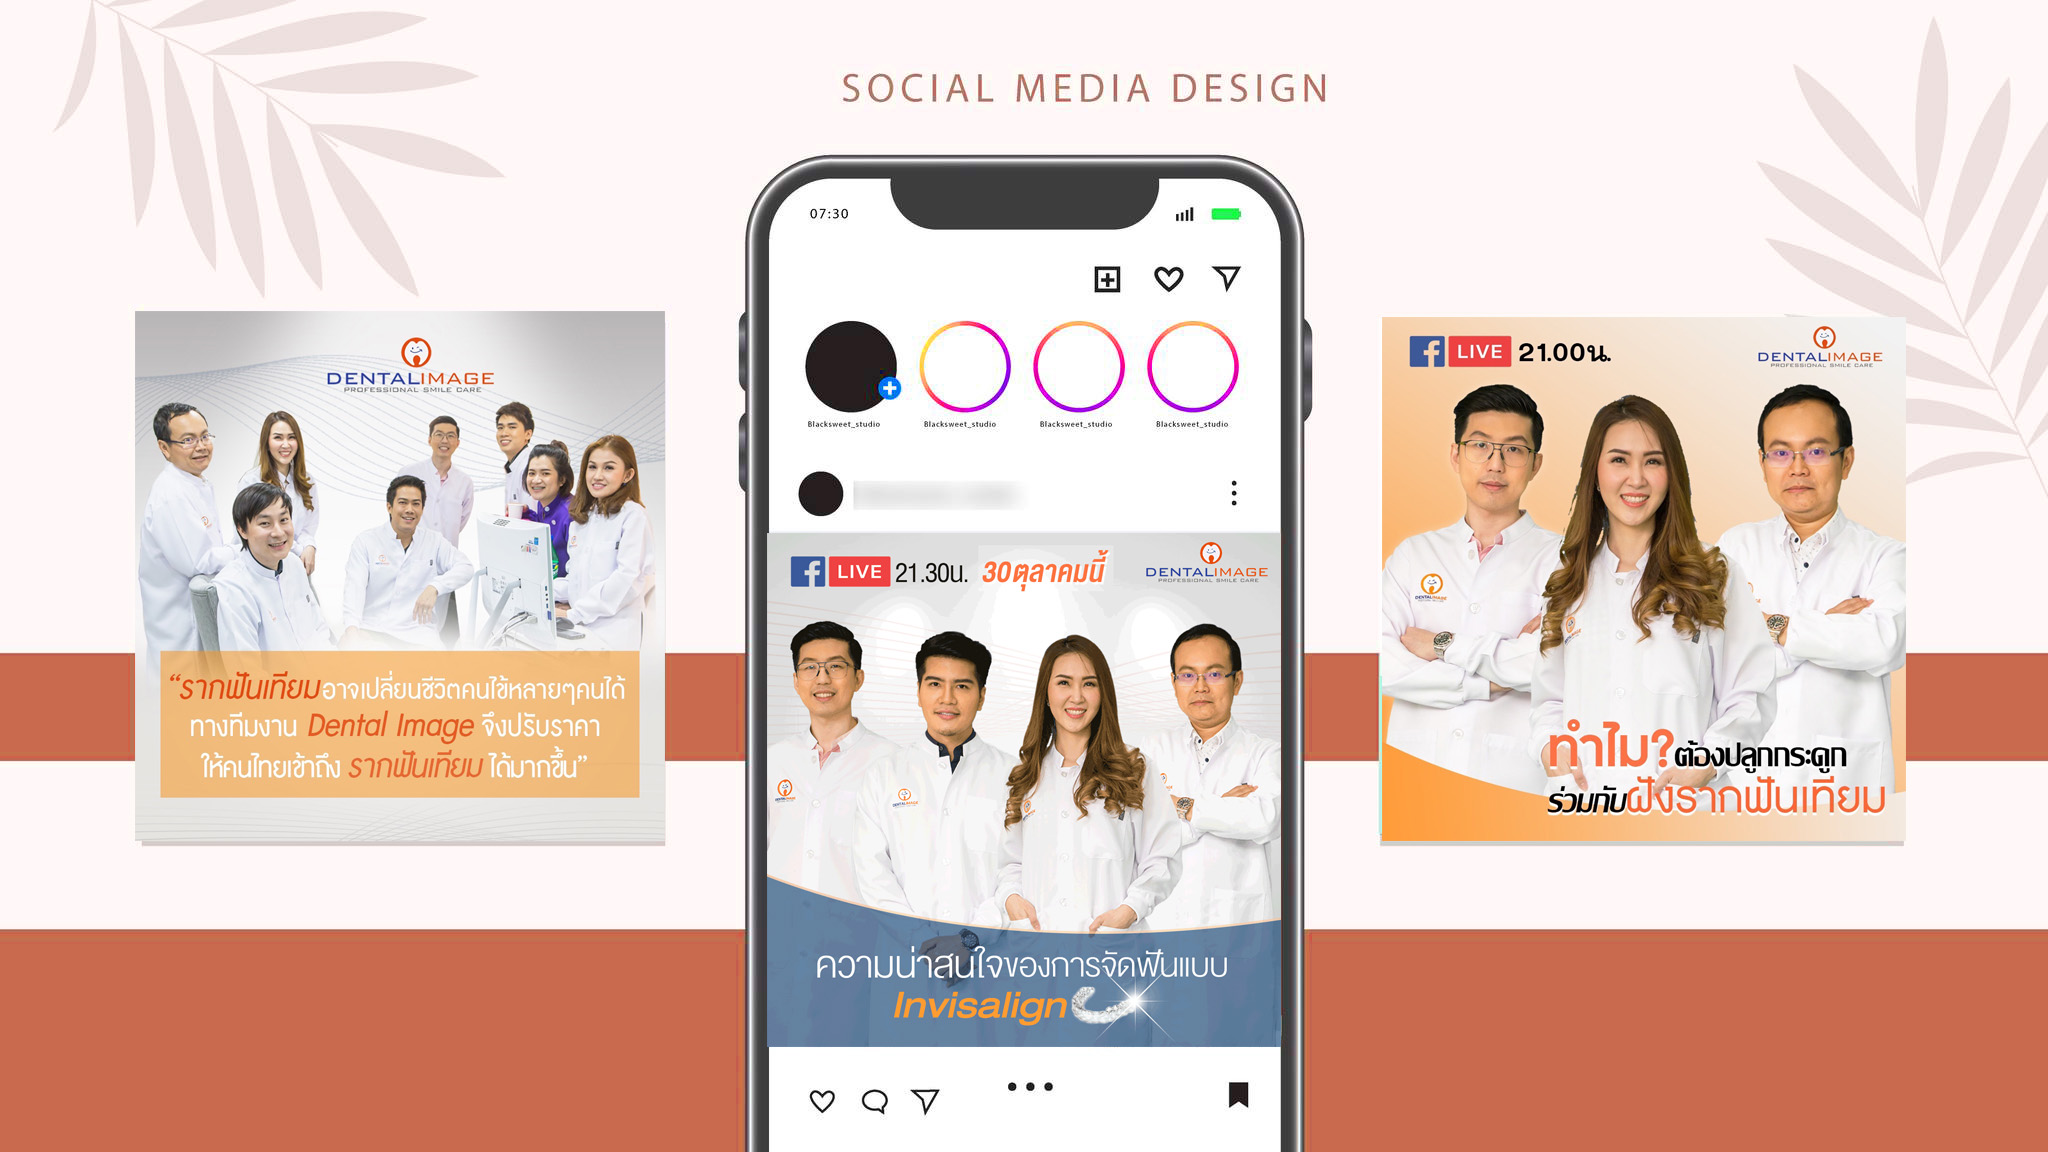 SOCIAL MEDIA DESIGN
DENTALIMAGE
PROFESSIONAL SMILE CARE
“รากฟันเทียมอาจเปลี่ยนชีวิตคนไข้หลายๆคนได้
ทางทีมงาน Dental Image จึงปรับราคา
ให้คนไทยเข้าถึง รากฟันเทียม ได้มากขึ้น”
07:30
Blacksweet_studio
Blacksweet_studio
Blacksweet_studio
Blacksweet_studio
f LIVE 21.30น. 30ตุลาคมนี้
DENTALIMAGE
PROFESSIONAL SMILE CARE
DENTALIMAGE
DENTALIMAGE
ความน่าสนใจของการจัดฟันแบบ
Invisalign
f LIVE 21.00น.
DENTALIMAGE
PROFESSIONAL SMILE CARE
DENTALIMAGE
ทำไม?ต้องปลูกกระดูก
ร่วมกับฝังรากฟันเทียม